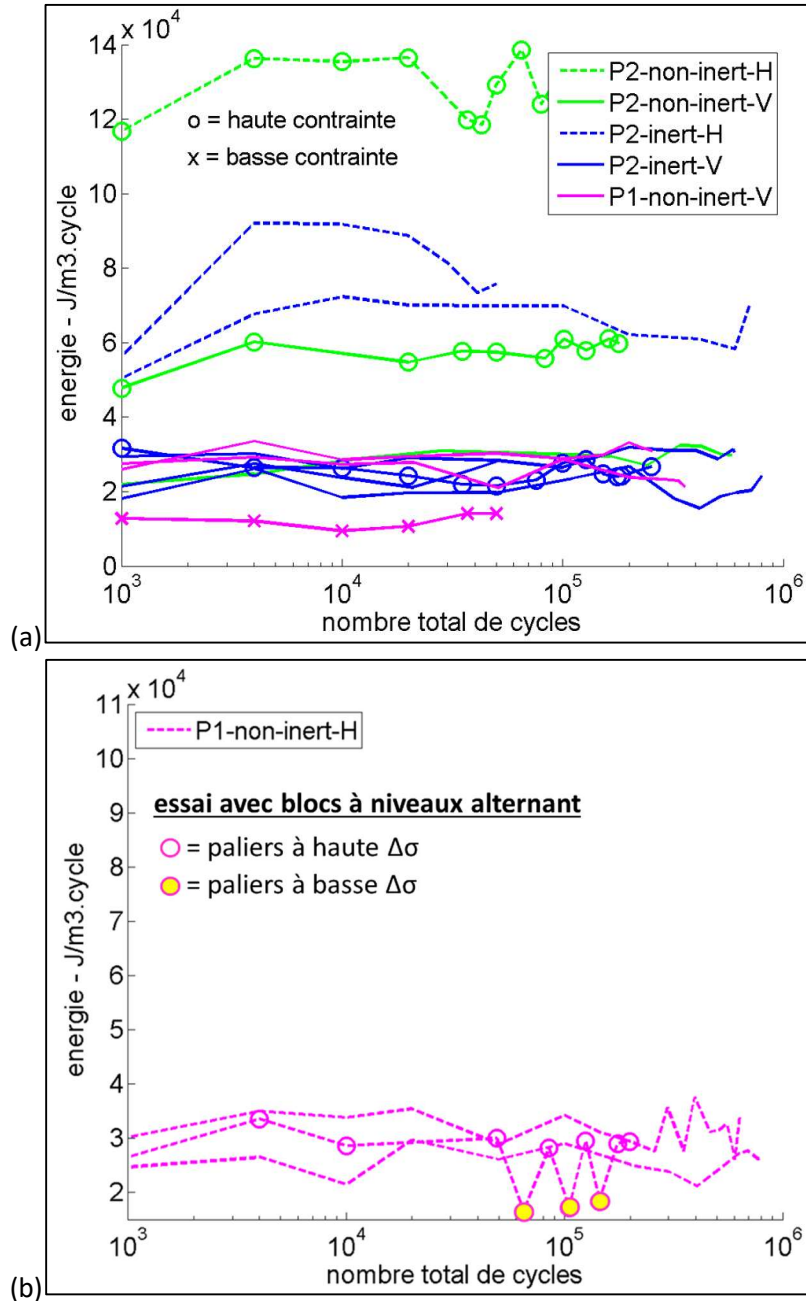 x 10^4
14
12
10
8
6
4
2
0
energie - J/m3.cycle
o = haute contrainte
x = basse contrainte
P2-non-inert-H
P2-non-inert-V
P2-inert-H
P2-inert-V
P1-non-inert-V
10^3 10^4 10^5 10^6
nombre total de cycles
(a)
x 10^4
11
10
9
8
7
6
5
4
3
2
energie - J/m3.cycle
P1-non-inert-H
essai avec blocs à niveaux alternant
= paliers à haute Δσ
= paliers à basse Δσ
10^3 10^4 10^5 10^6
nombre total de cycles
(b)